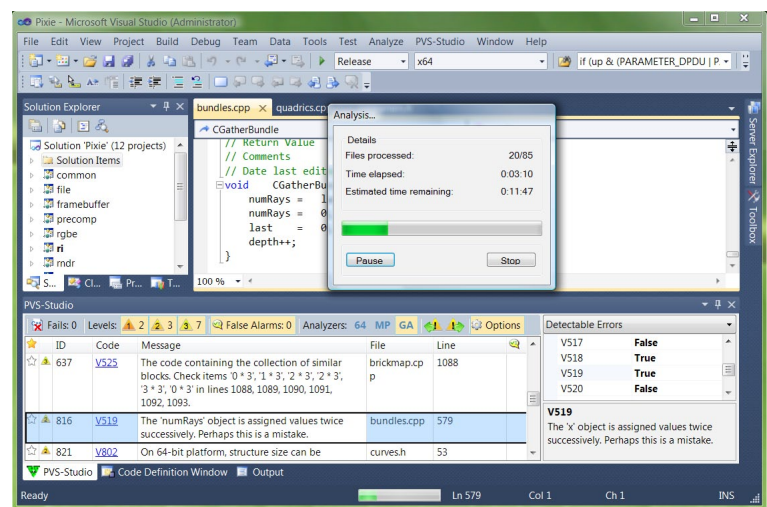 Pixie - Microsoft Visual Studio (Administrator)
File Edit View Project Build Debug Team Data Tools Test Analyze PVS-Studio Window Help
Release x64 if (up & (PARAMETER_DPDU | P
Solution Explorer
Solution 'Pixie' (12 projects)
Solution Items
common
file
framebuffer
precomp
rgbe
ri
rndr
S... Cl... Pr... T...
bundles.cpp quadrics.cp
CGatherBundle
// Return Value
// Comments
// Date last edit
void CGatherBu
numRays = 1
numRays = 0
last = 0
depth++;
}
100 %
Analysis...
Details
Files processed: 20/85
Time elapsed: 0:03:10
Estimated time remaining: 0:11:47
Pause Stop
Server Explorer
Toolbox
PVS-Studio
Fails: 0 Levels: 1 2 2 3 3 7 False Alarms: 0 Analyzers: 64 MP GA Options
ID Code Message File Line
637 V525 The code containing the collection of similar
blocks. Check items '0 * 3', '1 * 3', '2 * 3', '2 * 3',
'3 * 3', '0 * 3' in lines 1088, 1089, 1090, 1091,
1092, 1093.
brickmap.cp
p
1088
816 V519 The 'numRays' object is assigned values twice
successively. Perhaps this is a mistake.
bundles.cpp 579
821 V802 On 64-bit platform, structure size can be curves.h 53
Detectable Errors
V517 False
V518 True
V519 True
V520 False
V519
The 'x' object is assigned values twice
successively. Perhaps this is a mistake.
PVS-Studio Code Definition Window Output
Ready Ln 579 Col 1 Ch 1 INS